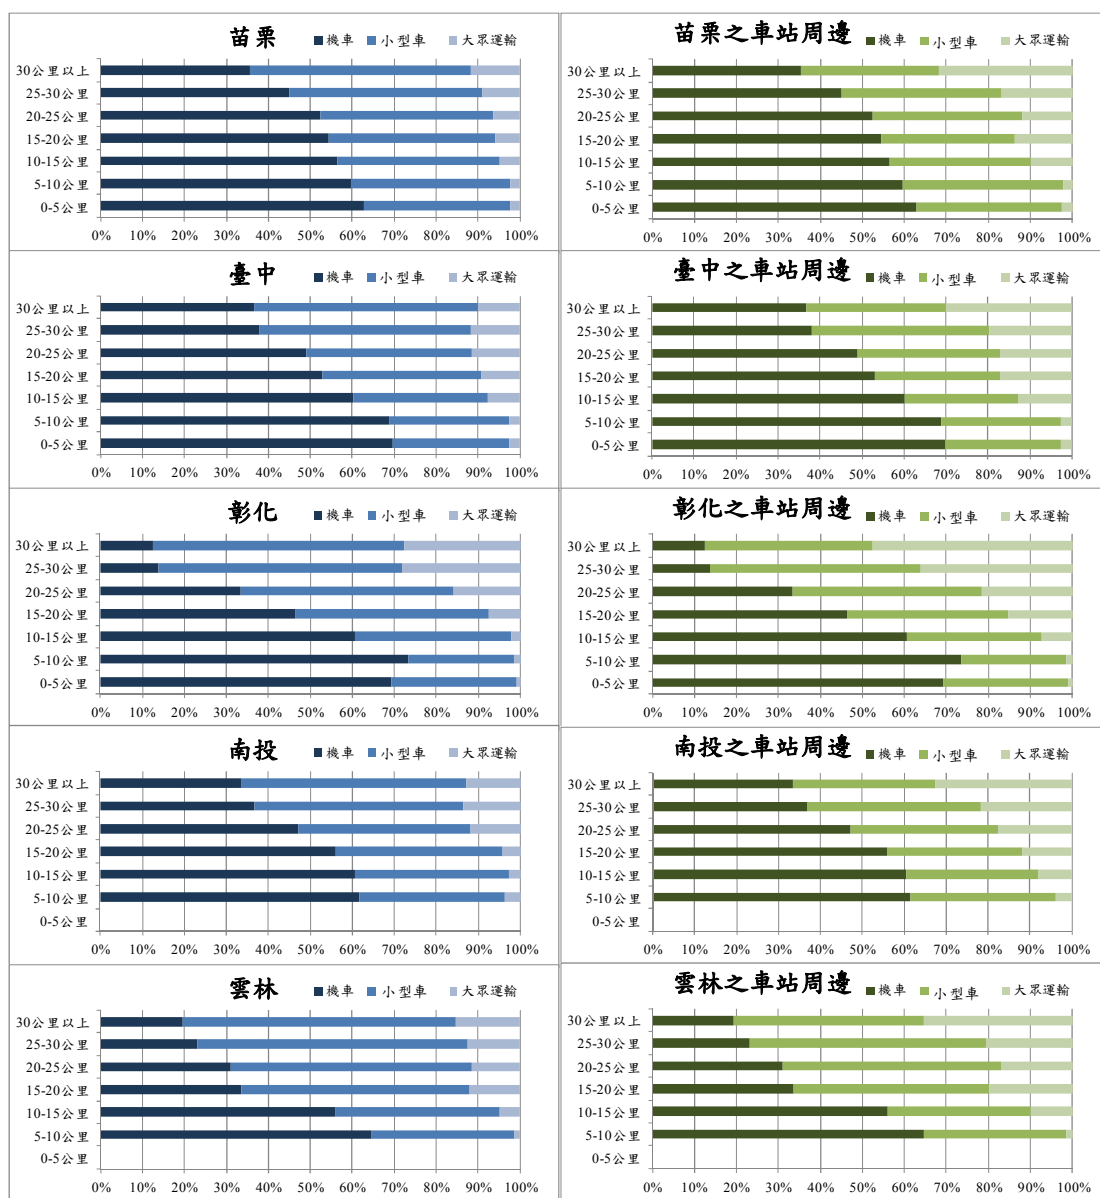 苗栗
機車 小型車 大眾運輸
30公里以上
25-30公里
20-25公里
15-20公里
10-15公里
5-10公里
0-5公里
0% 10% 20% 30% 40% 50% 60% 70% 80% 90% 100%
苗栗之車站周邊
機車 小型車 大眾運輸
30公里以上
25-30公里
20-25公里
15-20公里
10-15公里
5-10公里
0-5公里
0% 10% 20% 30% 40% 50% 60% 70% 80% 90% 100%
臺中
機車 小型車 大眾運輸
30公里以上
25-30公里
20-25公里
15-20公里
10-15公里
5-10公里
0-5公里
0% 10% 20% 30% 40% 50% 60% 70% 80% 90% 100%
臺中之車站周邊
機車 小型車 大眾運輸
30公里以上
25-30公里
20-25公里
15-20公里
10-15公里
5-10公里
0-5公里
0% 10% 20% 30% 40% 50% 60% 70% 80% 90% 100%
彰化
機車 小型車 大眾運輸
30公里以上
25-30公里
20-25公里
15-20公里
10-15公里
5-10公里
0-5公里
0% 10% 20% 30% 40% 50% 60% 70% 80% 90% 100%
彰化之車站周邊
機車 小型車 大眾運輸
30公里以上
25-30公里
20-25公里
15-20公里
10-15公里
5-10公里
0-5公里
0% 10% 20% 30% 40% 50% 60% 70% 80% 90% 100%
南投
機車 小型車 大眾運輸
30公里以上
25-30公里
20-25公里
15-20公里
10-15公里
5-10公里
0-5公里
0% 10% 20% 30% 40% 50% 60% 70% 80% 90% 100%
南投之車站周邊
機車 小型車 大眾運輸
30公里以上
25-30公里
20-25公里
15-20公里
10-15公里
5-10公里
0-5公里
0% 10% 20% 30% 40% 50% 60% 70% 80% 90% 100%
雲林
機車 小型車 大眾運輸
30公里以上
25-30公里
20-25公里
15-20公里
10-15公里
5-10公里
0-5公里
0% 10% 20% 30% 40% 50% 60% 70% 80% 90% 100%
雲林之車站周邊
機車 小型車 大眾運輸
30公里以上
25-30公里
20-25公里
15-20公里
10-15公里
5-10公里
0-5公里
0% 10% 20% 30% 40% 50% 60% 70% 80% 90% 100%